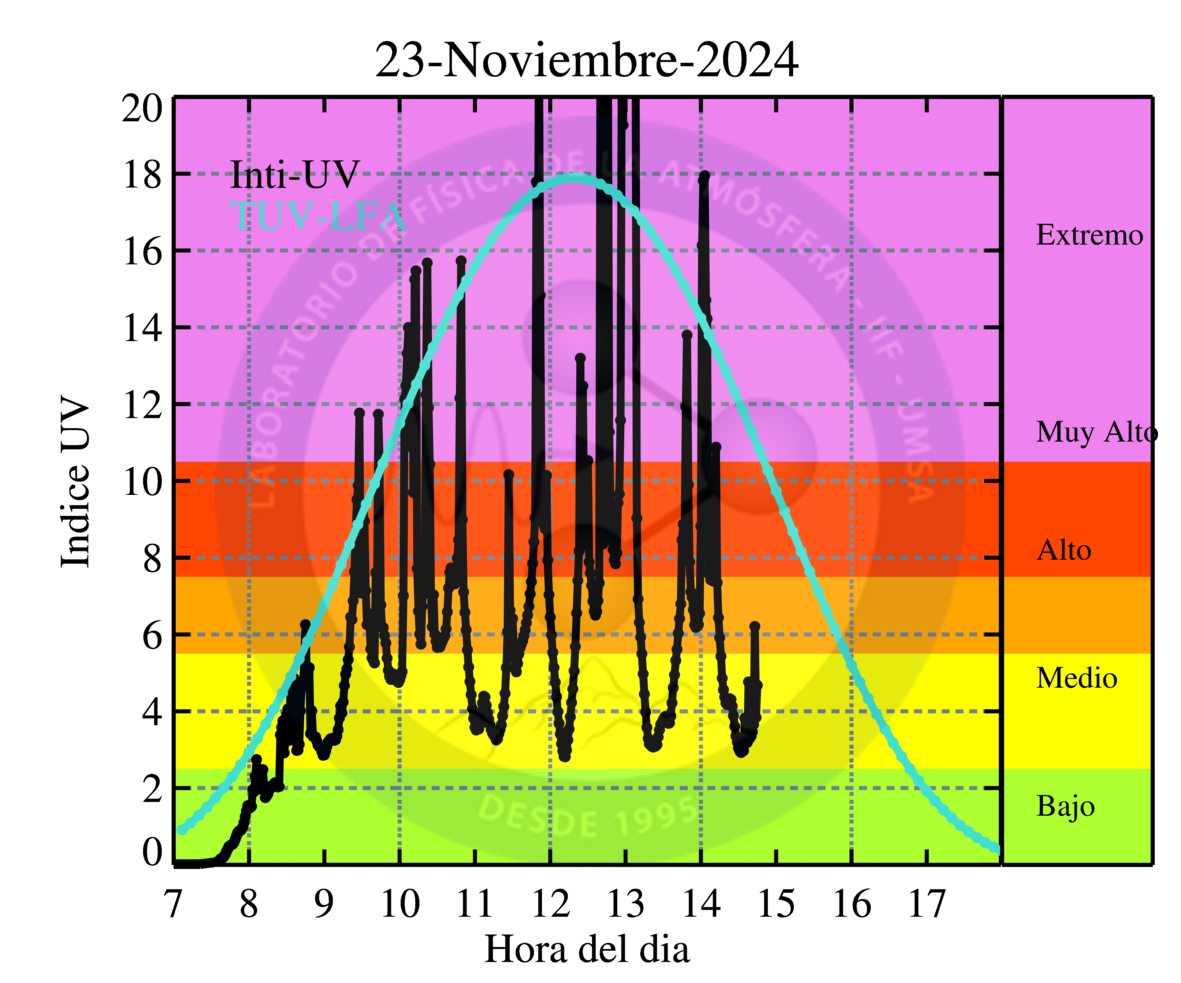 23-Noviembre-2024
20
18
16
14
12
10
8
6
4
2
0
Indice UV
Inti-UV
TUV-LFA
LABORATORIO DE FÍSICA DE LA ATMÓSFERA - IIF - UMSA
DESDE 1995
Extremo
Muy Alto
Alto
Medio
Bajo
7 8 9 10 11 12 13 14 15 16 17
Hora del dia